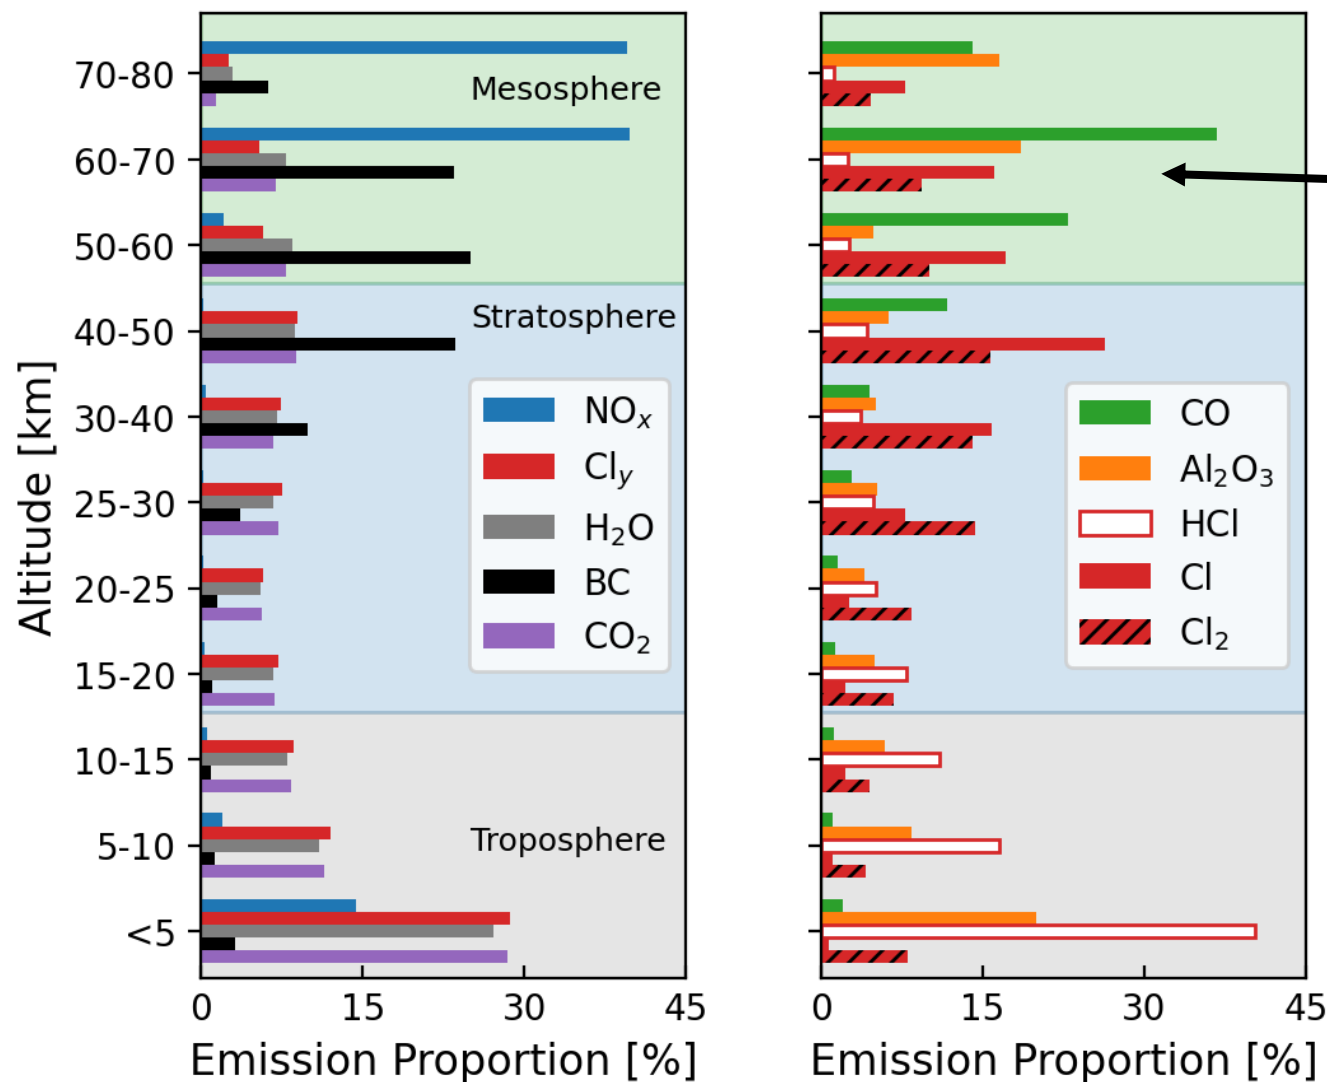 Altitude [km]
70-80
60-70
50-60
40-50
30-40
25-30
20-25
15-20
10-15
5-10
<5
Mesosphere
Stratosphere
NOₓ
Clᵧ
H₂O
BC
CO₂
Troposphere
0 15 30 45
Emission Proportion [%]
CO
Al₂O₃
HCl
Cl
Cl₂
0 15 30 45
Emission Proportion [%]